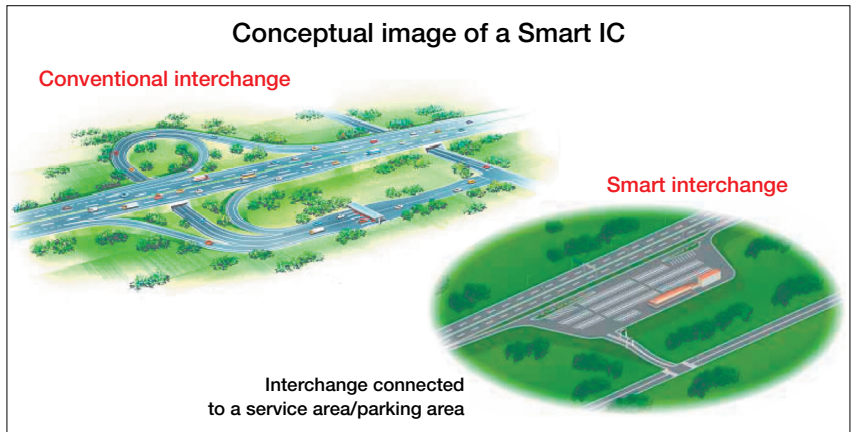 Conceptual image of a Smart IC
Conventional interchange
Smart interchange
Interchange connected
to a service area/parking area